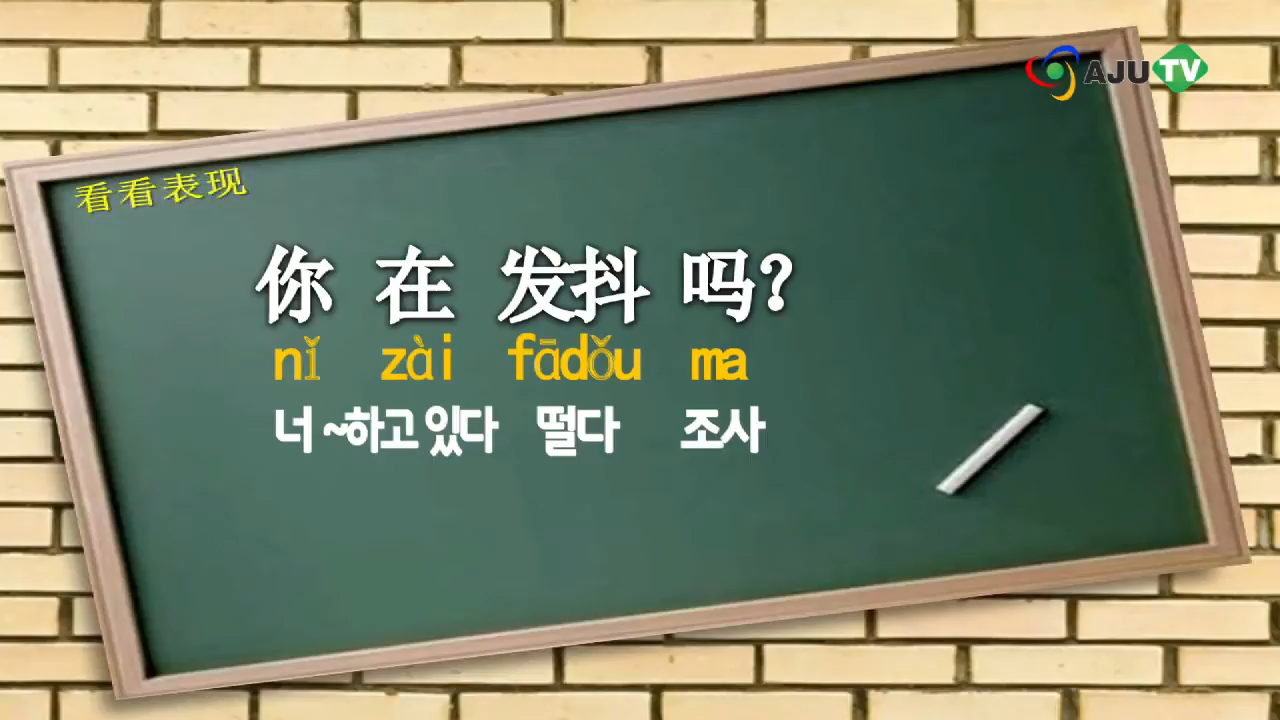 AJU TV
看看表现
你 在 发抖 吗?
nǐ zài fādǒu ma
너 ~하고 있다 떨다 조사